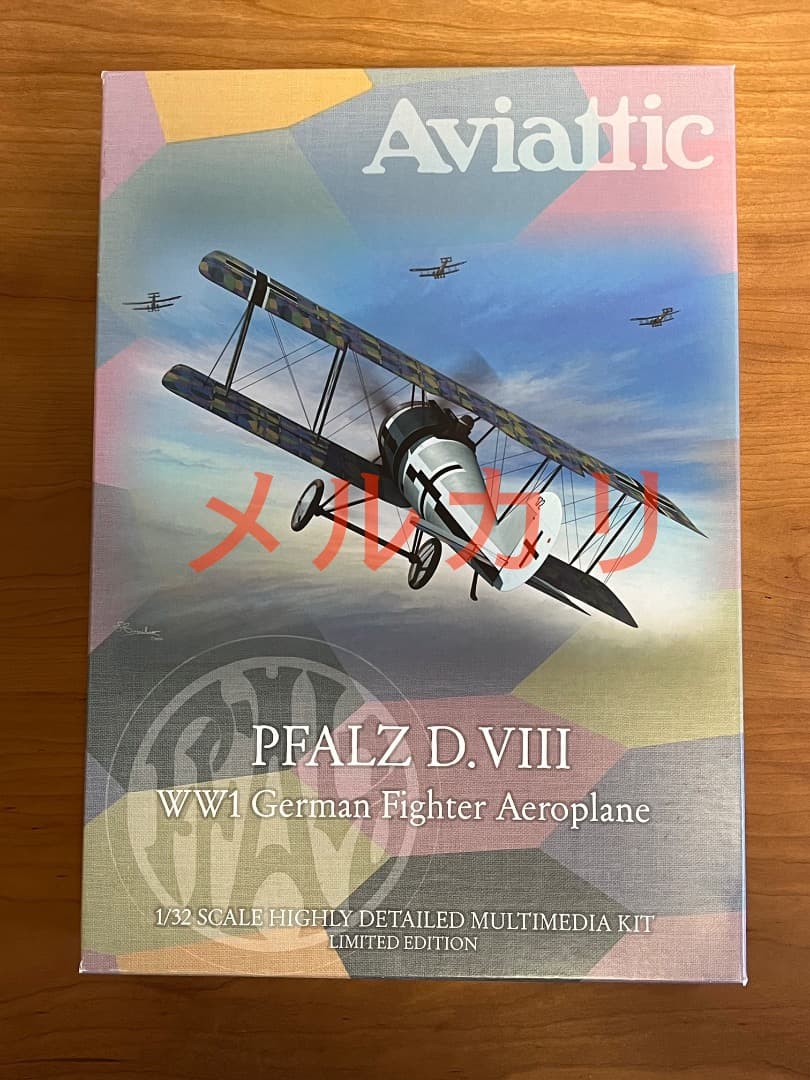 Aviattic
メルカリ
PFALZ D.VIII
WW1 German Fighter Aeroplane
1/32 SCALE HIGHLY DETAILED MULTIMEDIA KIT
LIMITED EDITION